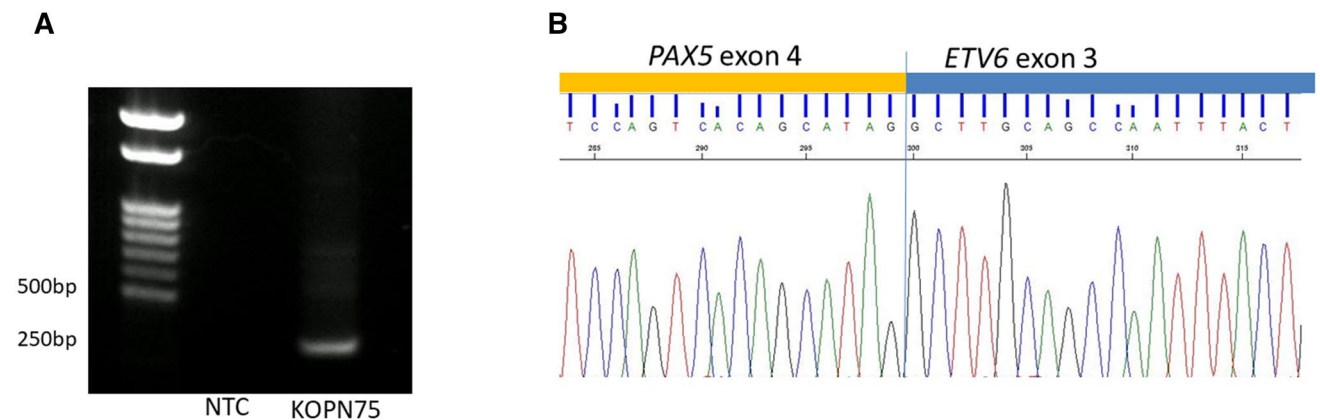 A
500bp
250bp
NTC KOPN75
B
PAX5 exon 4 ETV6 exon 3
T C C A G T C A C A G C A T A G G C T T G C A G C C A A T T T A C T
285 290 295 300 305 310 315